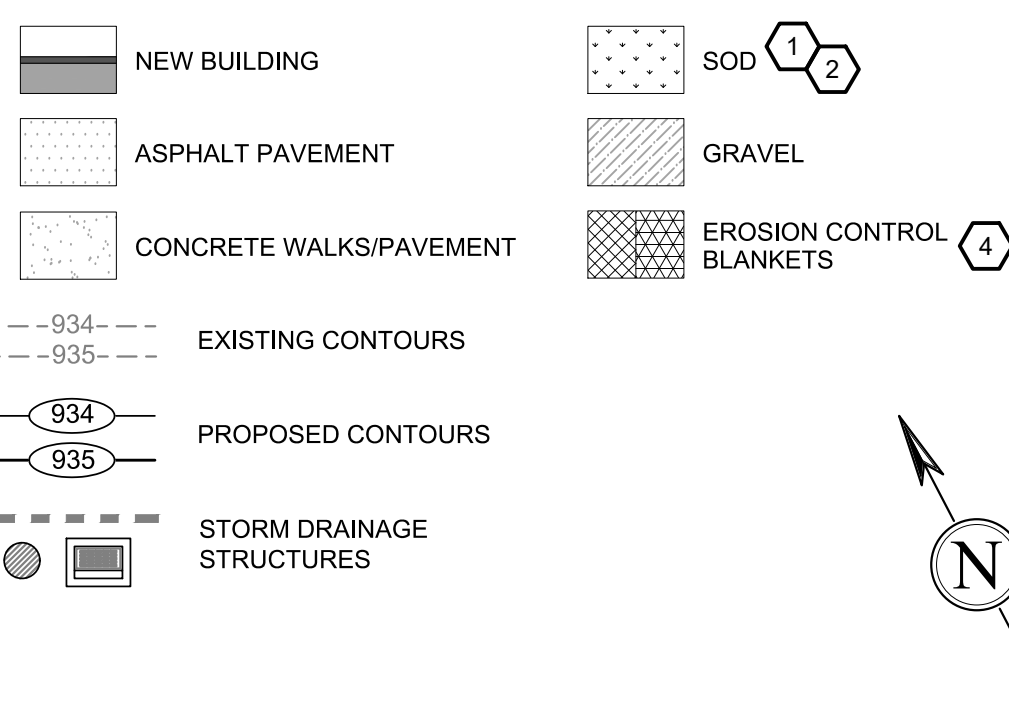 NEW BUILDING
ASPHALT PAVEMENT
CONCRETE WALKS/PAVEMENT
934
935
EXISTING CONTOURS
934
935
PROPOSED CONTOURS
STORM DRAINAGE
STRUCTURES
SOD 1 2
GRAVEL
EROSION CONTROL
BLANKETS 4
N